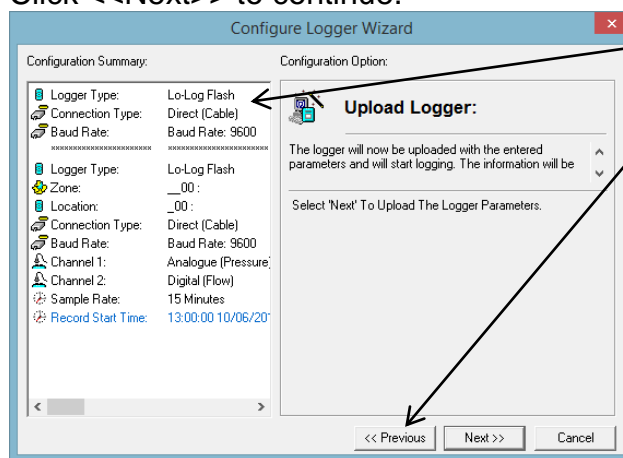 Click <<Next>> to continue.
Configure Logger Wizard
Configuration Summary:
Logger Type: Lo-Log Flash
Connection Type: Direct (Cable)
Baud Rate: Baud Rate: 9600
************************ ************************
Logger Type: Lo-Log Flash
Zone: __00 :
Location: _00 :
Connection Type: Direct (Cable)
Baud Rate: Baud Rate: 9600
Channel 1: Analogue (Pressure)
Channel 2: Digital (Flow)
Sample Rate: 15 Minutes
Record Start Time: 13:00:00 10/06/20
Configuration Option:
Upload Logger:
The logger will now be uploaded with the entered
parameters and will start logging. The information will be
Select 'Next' To Upload The Logger Parameters.
<< Previous
Next >>
Cancel